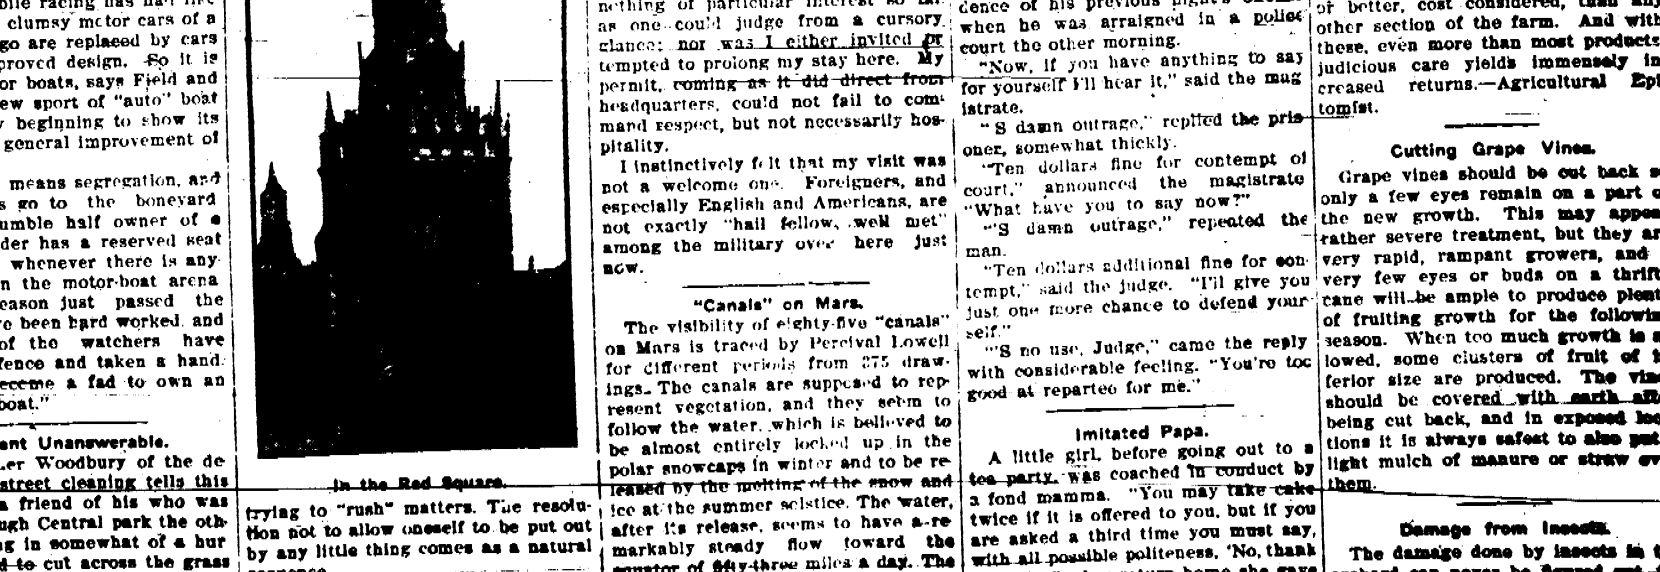 clumsy motor cars of a
go are replaced by cars
proved design. So it is
or boats, says Field and
ew sport of "auto" boat
beginning to show its
general improvement of
means segregation, and
s go to the boneyard
umble half owner of a
der has a reserved seat
whenever there is any-
n the motor-boat arena
eason just passed the
e been hard worked, and
of the watchers have
fence and taken a hand.
ecome a fad to own an
boat."
ent Unanswerable.
er Woodbury of the de-
street cleaning tells this
a friend of his who was
ugh Central park the oth-
g in somewhat of a hur
d to cut across the grass
In the Red Square.
trying to "rush" matters. The resolu-
tion not to allow oneself to be put out
by any little thing comes as a natural
nothing of particular interest so far
as one could judge from a cursory
glance; nor was I either invited or
tempted to prolong my stay here. My
permit, coming as it did direct from
headquarters, could not fail to com-
mand respect, but not necessarily hos-
pitality.
I instinctively felt that my visit was
not a welcome one. Foreigners, and
especially English and Americans, are
not exactly "hail fellow, well met"
among the military over here just
now.
"Canals" on Mars.
The visibility of eighty-five "canals"
on Mars is traced by Percival Lowell
for different periods from 375 draw-
ings. The canals are supposed to rep-
resent vegetation, and they seem to
follow the water, which is believed to
be almost entirely locked up in the
polar snowcaps in winter and to be re-
leased by the melting of the snow and
ice at the summer solstice. The water,
after its release, seems to have a re-
markably steady flow toward the
equator of fifty-three miles a day. The
dence of his previous night's
when he was arraigned in a police
court the other morning.
"Now, if you have anything to say
for yourself I'll hear it," said the mag
istrate.
"'S damn outrage," replied the pris-
oner, somewhat thickly.
"Ten dollars fine for contempt of
court," announced the magistrate
"What have you to say now?"
"'S damn outrage," repeated the
man.
"Ten dollars additional fine for con-
tempt," said the judge. "I'll give you
just one more chance to defend your-
self."
"'S no use, Judge," came the reply
with considerable feeling. "You're too
good at repartee for me."
Imitated Papa.
A little girl, before going out to a
tea party, was coached in conduct by
a fond mamma. "You may take cake
twice if it is offered to you, but if you
are asked a third time you must say,
with all possible politeness, 'No, thank
or better, cost considered, than any
other section of the farm. And with
these, even more than most products
judicious care yields immensely in
creased returns.—Agricultural Epi
tomist.
Cutting Grape Vines.
Grape vines should be cut back s
only a few eyes remain on a part o
the new growth. This may appea
rather severe treatment, but they ar
very rapid, rampant growers, and
very few eyes or buds on a thrift
cane will be ample to produce plent
of fruiting growth for the followin
season. When too much growth is a
lowed, some clusters of fruit of i
ferior size are produced. The vine
should be covered with earth aft
being cut back, and in exposed loc
tions it is always safest to also put
light mulch of manure or straw ov
them.
Damage from Insects.
The damage done by insects in t